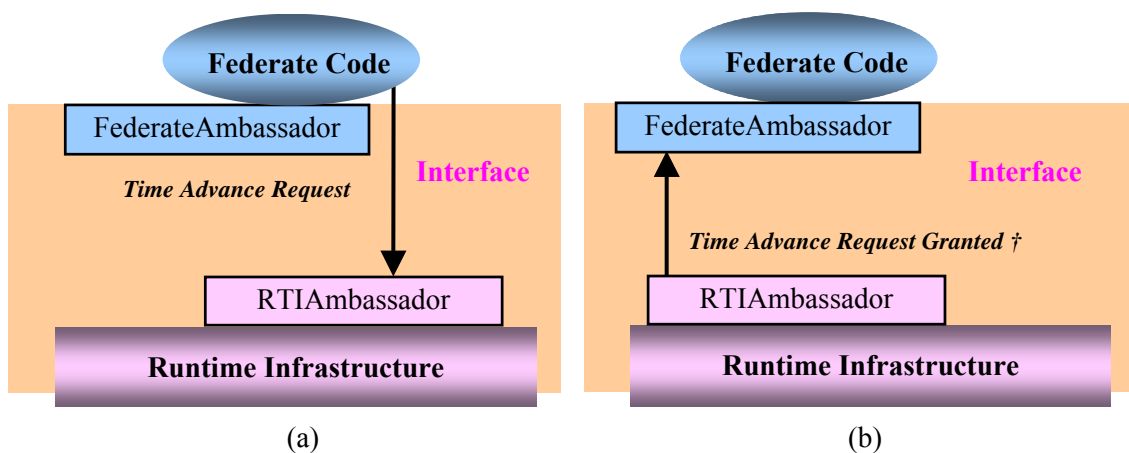 Federate Code
FederateAmbassador
Interface
Time Advance Request
RTIAmbassador
Runtime Infrastructure
(a)
Federate Code
FederateAmbassador
Interface
Time Advance Request Granted †
RTIAmbassador
Runtime Infrastructure
(b)